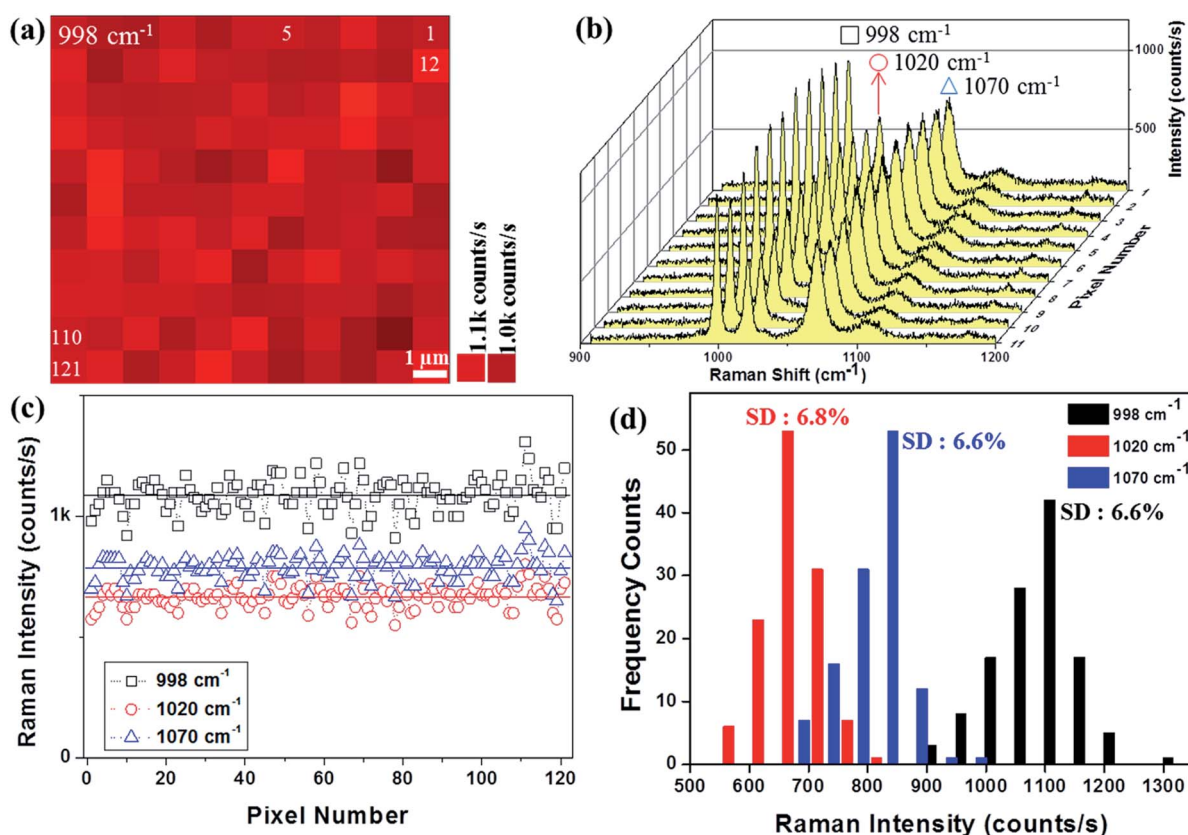 (a)
998 cm⁻¹
5
1
12
110
121
1 µm
1.1k counts/s
1.0k counts/s
(b)
998 cm⁻¹
1020 cm⁻¹
1070 cm⁻¹
1000
500
Intensity (counts/s)
1
2
3
4
5
6
7
8
9
10
11
Pixel Number
900
1000
1100
1200
Raman Shift (cm⁻¹)
(c)
1k
0
Raman Intensity (counts/s)
998 cm⁻¹
1020 cm⁻¹
1070 cm⁻¹
0 20 40 60 80 100 120
Pixel Number
(d)
SD : 6.8%
SD : 6.6%
SD : 6.6%
998 cm⁻¹
1020 cm⁻¹
1070 cm⁻¹
50
40
30
20
10
0
Frequency Counts
500 600 700 800 900 1000 1100 1200 1300
Raman Intensity (counts/s)